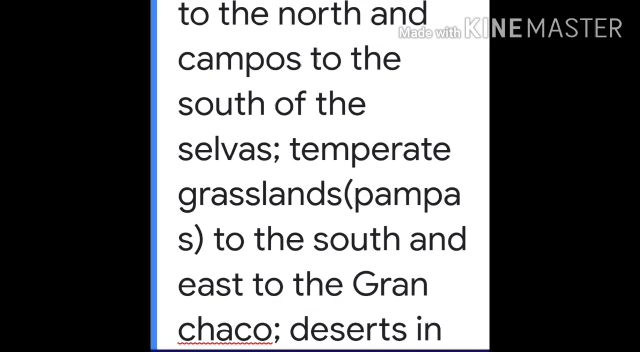 to the north and
Made with KINEMASTER
campos to the
south of the
selvas; temperate
grasslands(pampa
s) to the south and
east to the Gran
chaco; deserts in